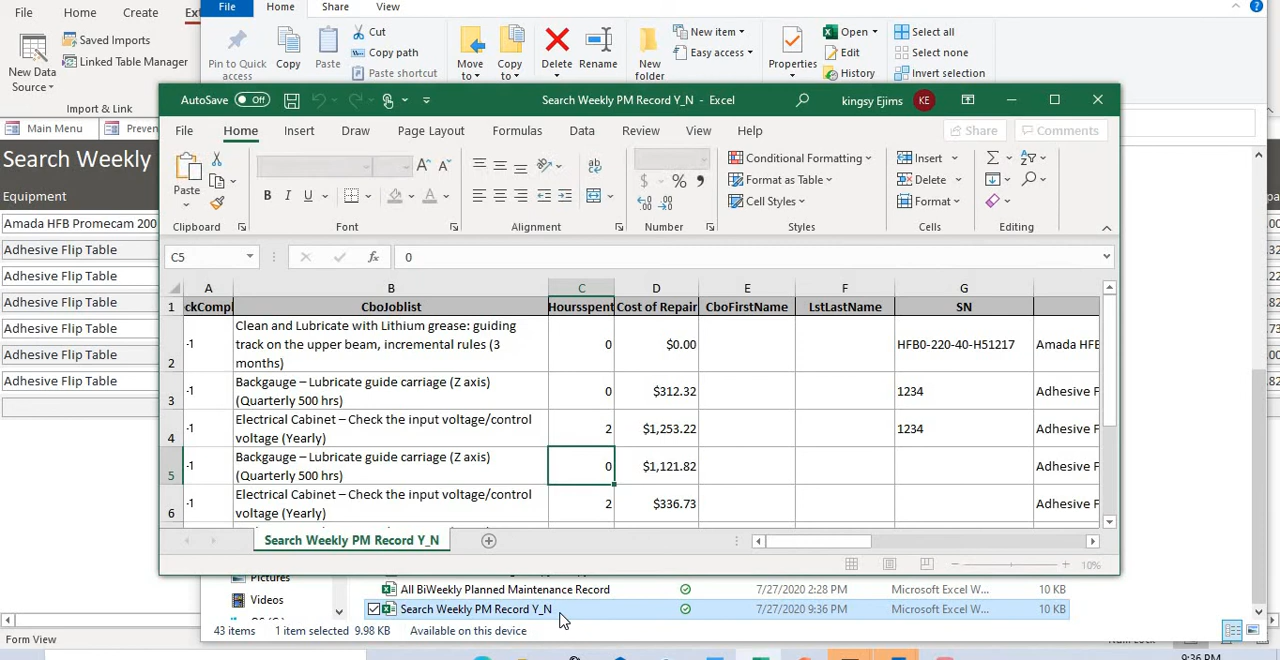 File Home Create Ext
File Home Share View
Saved Imports
Linked Table Manager
New Data
Source
Import & Link
Pin to Quick
access
Copy
Paste
Cut
Copy path
Paste shortcut
Move
to
Copy
to
Delete
Rename
New
folder
New item
Easy access
Properties
Open
Edit
History
Select all
Select none
Invert selection
Main Menu
Preven
Search Weekly
Equipment
Amada HFB Promecam 200
Adhesive Flip Table
Adhesive Flip Table
Adhesive Flip Table
Adhesive Flip Table
Adhesive Flip Table
Adhesive Flip Table
AutoSave Off
Search Weekly PM Record Y_N - Excel
kingsy Ejims KE
File Home Insert Draw Page Layout Formulas Data Review View Help
Share Comments
Paste
B I U
$ % 9
Conditional Formatting
Format as Table
Cell Styles
Insert
Delete
Format
Clipboard Font Alignment Number Styles Cells Editing
C5 fx 0
A B C D E F G
1 ckCompl CboJoblist Hoursspent Cost of Repair CboFirstName LstLastName SN
2 -1 Clean and Lubricate with Lithium grease: guiding
track on the upper beam, incremental rules (3
months) 0 $0.00 HFB0-220-40-H51217 Amada HFB
3 -1 Backgauge – Lubricate guide carriage (Z axis)
(Quarterly 500 hrs) 0 $312.32 1234 Adhesive F
4 -1 Electrical Cabinet – Check the input voltage/control
voltage (Yearly) 2 $1,253.22 1234 Adhesive F
5 -1 Backgauge – Lubricate guide carriage (Z axis)
(Quarterly 500 hrs) 0 $1,121.82 Adhesive F
6 -1 Electrical Cabinet – Check the input voltage/control
voltage (Yearly) 2 $336.73 Adhesive F
Search Weekly PM Record Y_N
10%
Pictures
Videos
All BiWeekly Planned Maintenance Record 7/27/2020 2:28 PM Microsoft Excel W... 10 KB
Search Weekly PM Record Y_N 7/27/2020 9:36 PM Microsoft Excel W... 10 KB
43 items 1 item selected 9.98 KB Available on this device
Form View
Num Lock
9:36 PM